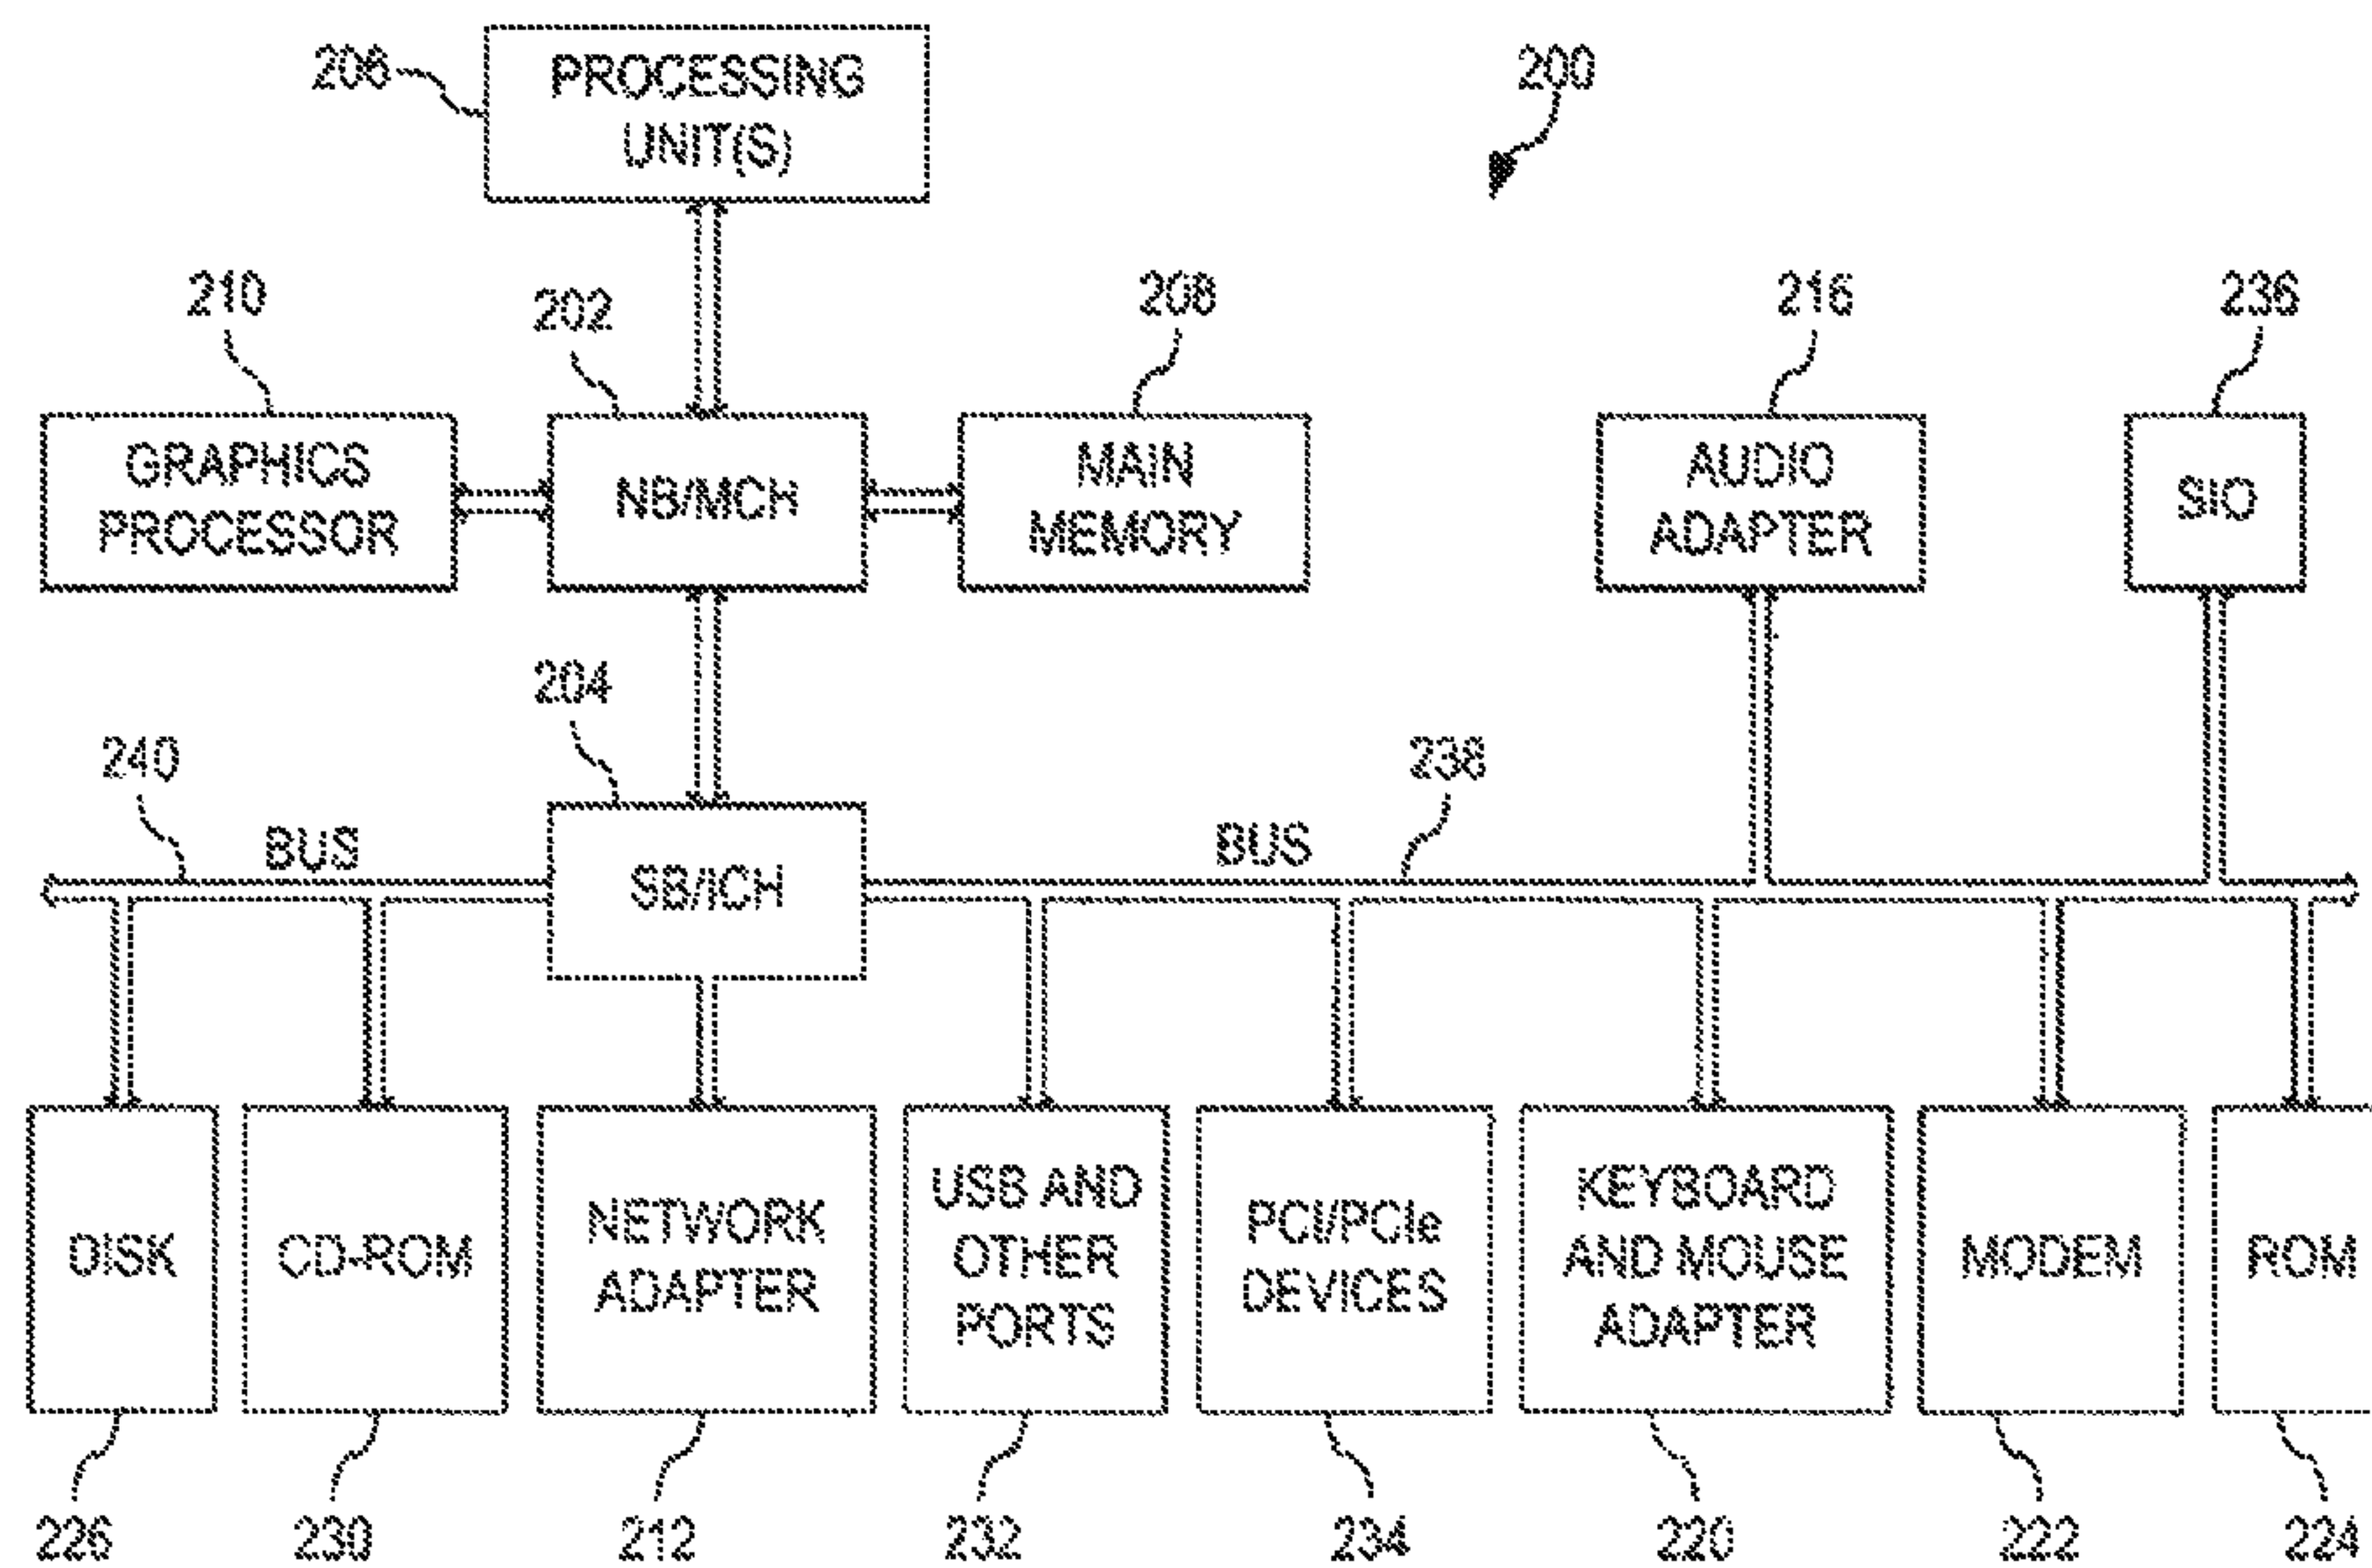 206
PROCESSING
UNIT(S)
200
210
202
208
216
236
GRAPHICS
PROCESSOR
NB/MCH
MAIN
MEMORY
AUDIO
ADAPTER
SIO
204
240
238
BUS
BUS
SB/ICH
DISK
CD-ROM
NETWORK
ADAPTER
USB AND
OTHER
PORTS
PCI/PCIe
DEVICES
KEYBOARD
AND MOUSE
ADAPTER
MODEM
ROM
226
230
212
232
234
220
222
224